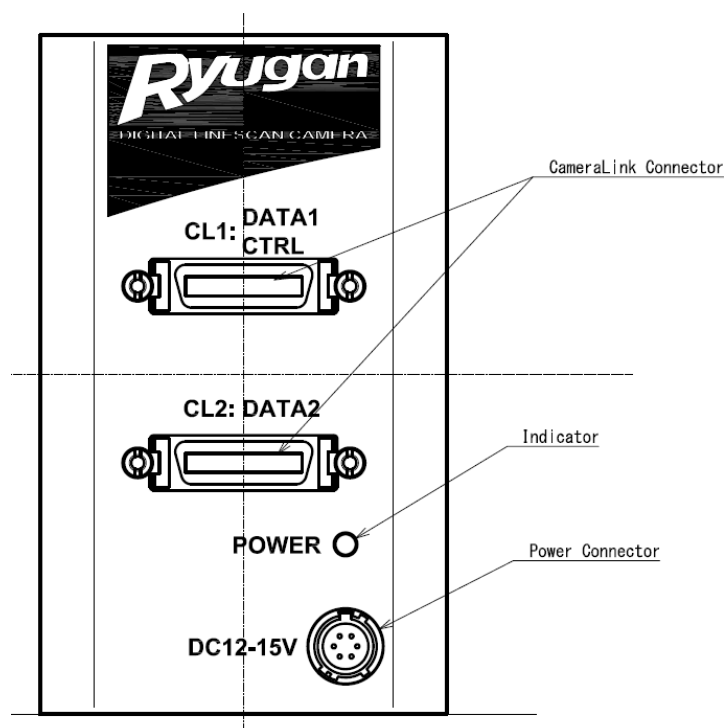 Ryugan
DIGITAL LINESCAN CAMERA
CameraLink Connector
CL1: DATA1
CTRL
CL2: DATA2
Indicator
POWER
Power Connector
DC12-15V